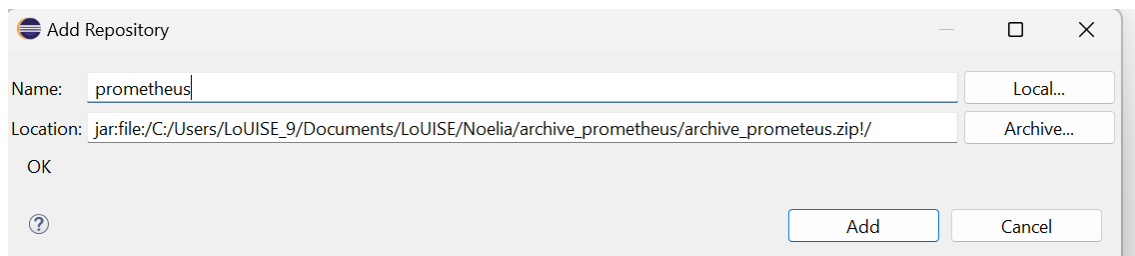 Add Repository
Name: prometheus Local...
Location: jar:file:/C:/Users/LoUISE_9/Documents/LoUISE/Noelia/archive_prometheus/archive_prometeus.zip!/ Archive...
OK
? Add Cancel